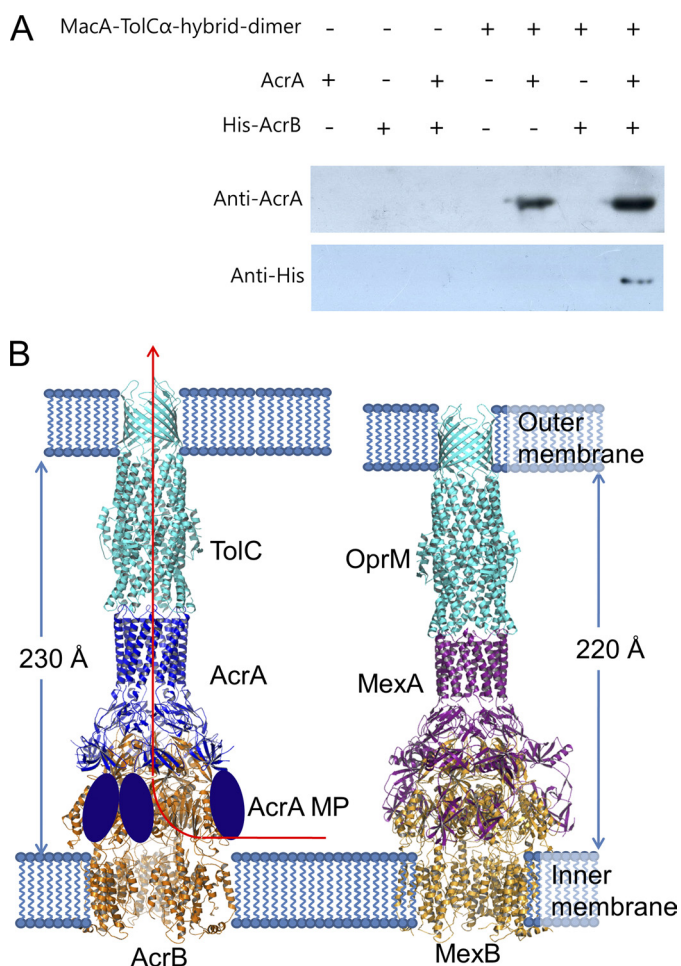 A
MacA-TolCα-hybrid-dimer - - - + + + +
AcrA + - + - + - +
His-AcrB - + + - - + +
Anti-AcrA
Anti-His
B
Outer
membrane
TolC
OprM
230 Å
220 Å
AcrA
MexA
AcrA MP
Inner
membrane
AcrB
MexB